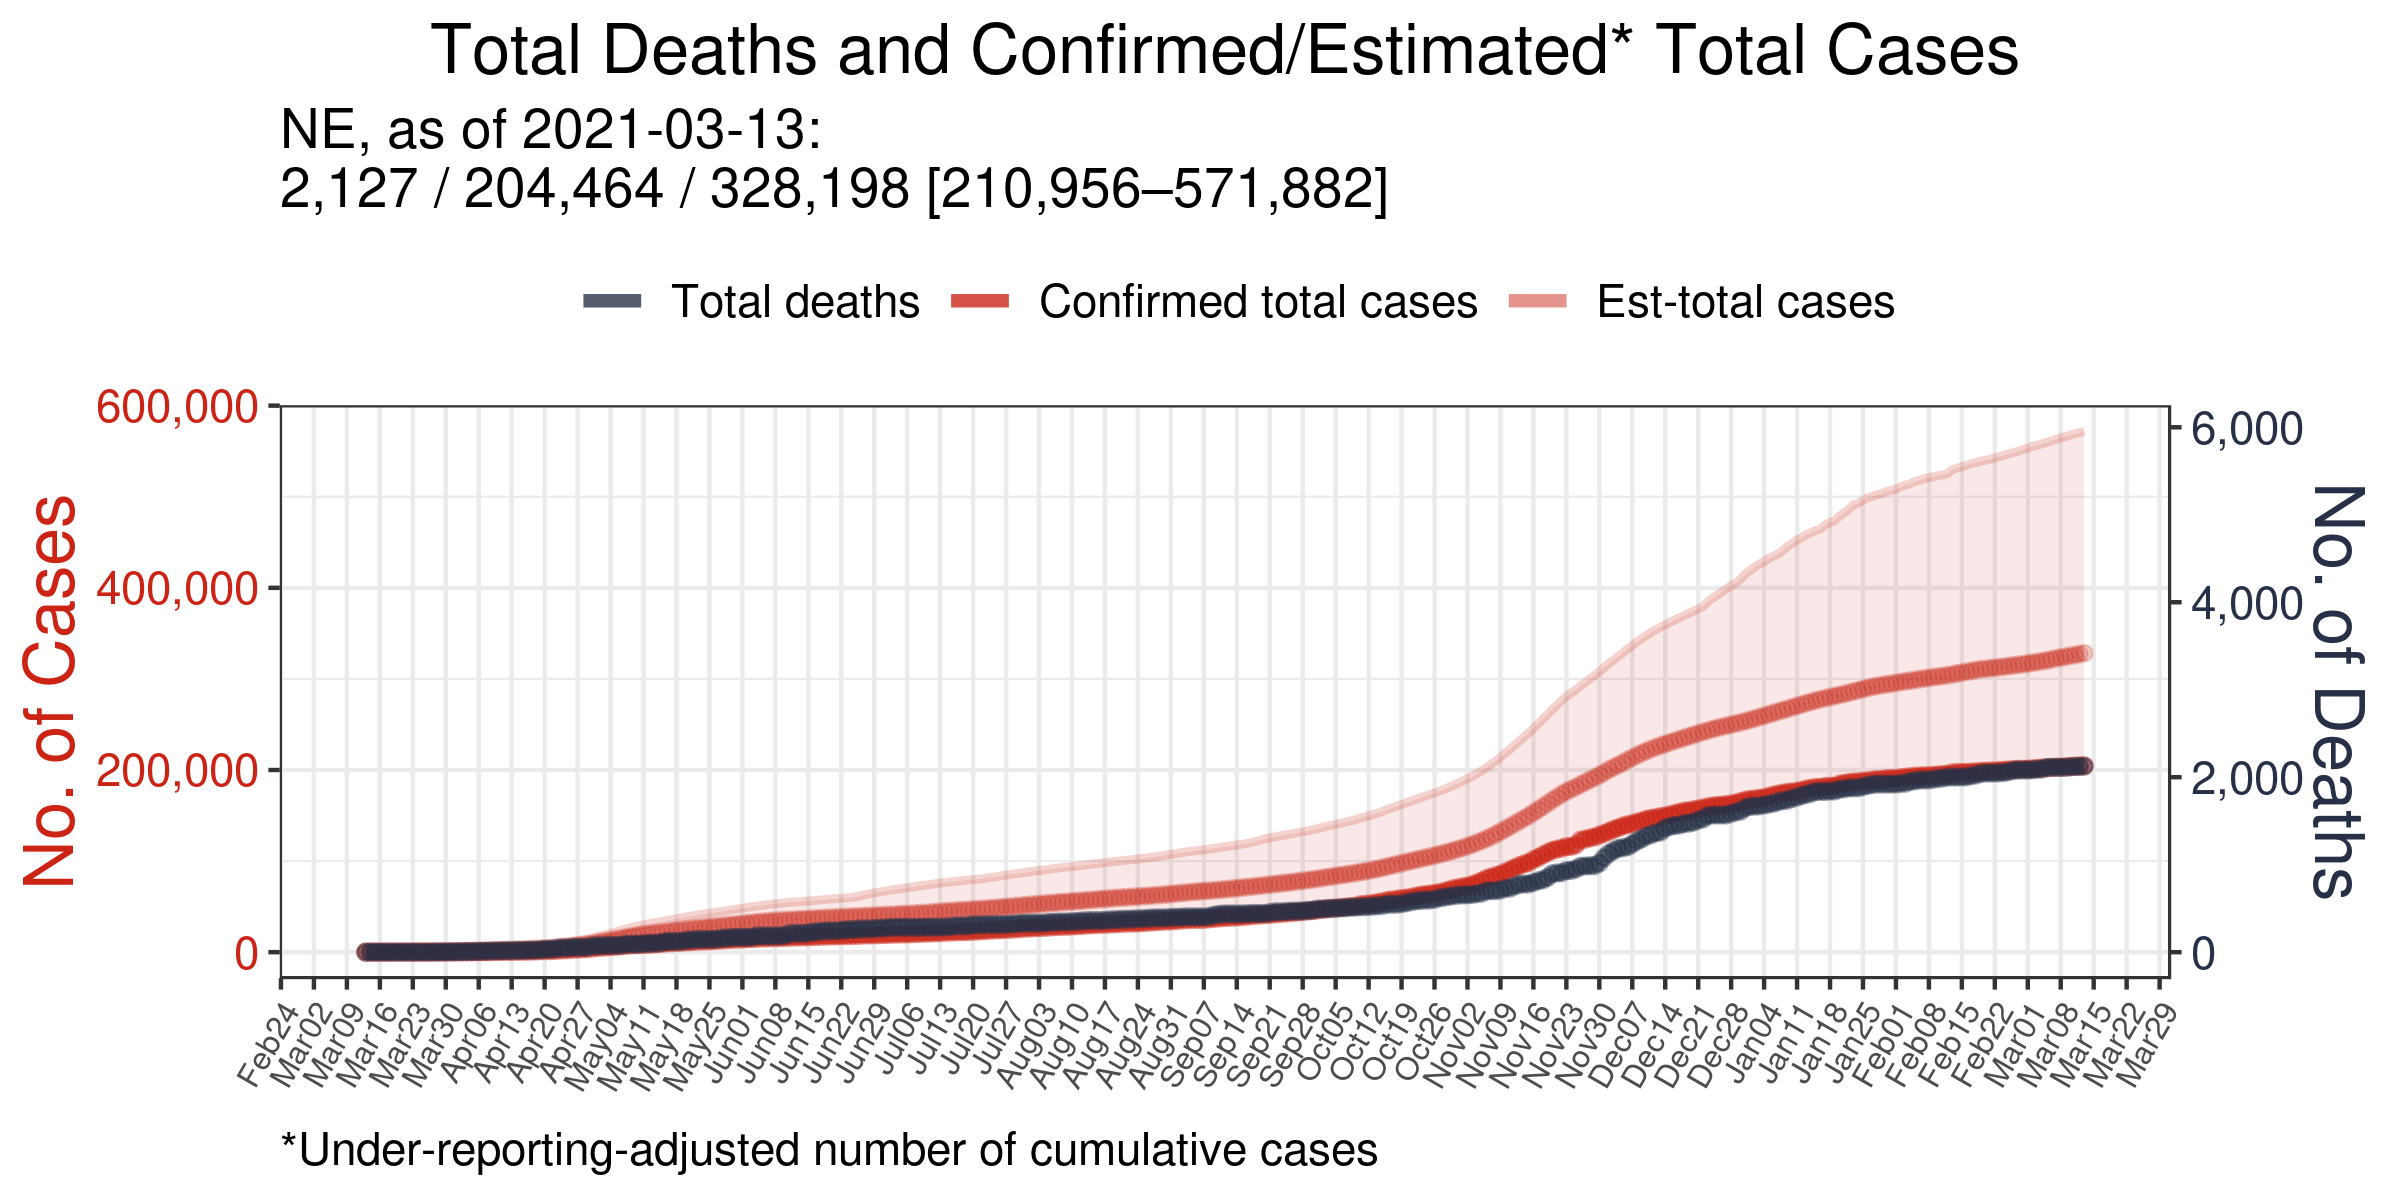 Total Deaths and Confirmed/Estimated* Total Cases
NE, as of 2021-03-13:
2,127 / 204,464 / 328,198 [210,956–571,882]
Total deaths Confirmed total cases Est-total cases
No. of Cases
600,000
400,000
200,000
0
6,000
4,000
2,000
0
No. of Deaths
Feb24 Mar02 Mar09 Mar16 Mar23 Mar30 Apr06 Apr13 Apr20 Apr27 May04 May11 May18 May25 Jun01 Jun08 Jun15 Jun22 Jun29 Jul06 Jul13 Jul20 Jul27 Aug03 Aug10 Aug17 Aug24 Aug31 Sep07 Sep14 Sep21 Sep28 Oct05 Oct12 Oct19 Oct26 Nov02 Nov09 Nov16 Nov23 Nov30 Dec07 Dec14 Dec21 Dec28 Jan04 Jan11 Jan18 Jan25 Feb01 Feb08 Feb15 Feb22 Mar01 Mar08 Mar15 Mar22 Mar29
*Under-reporting-adjusted number of cumulative cases